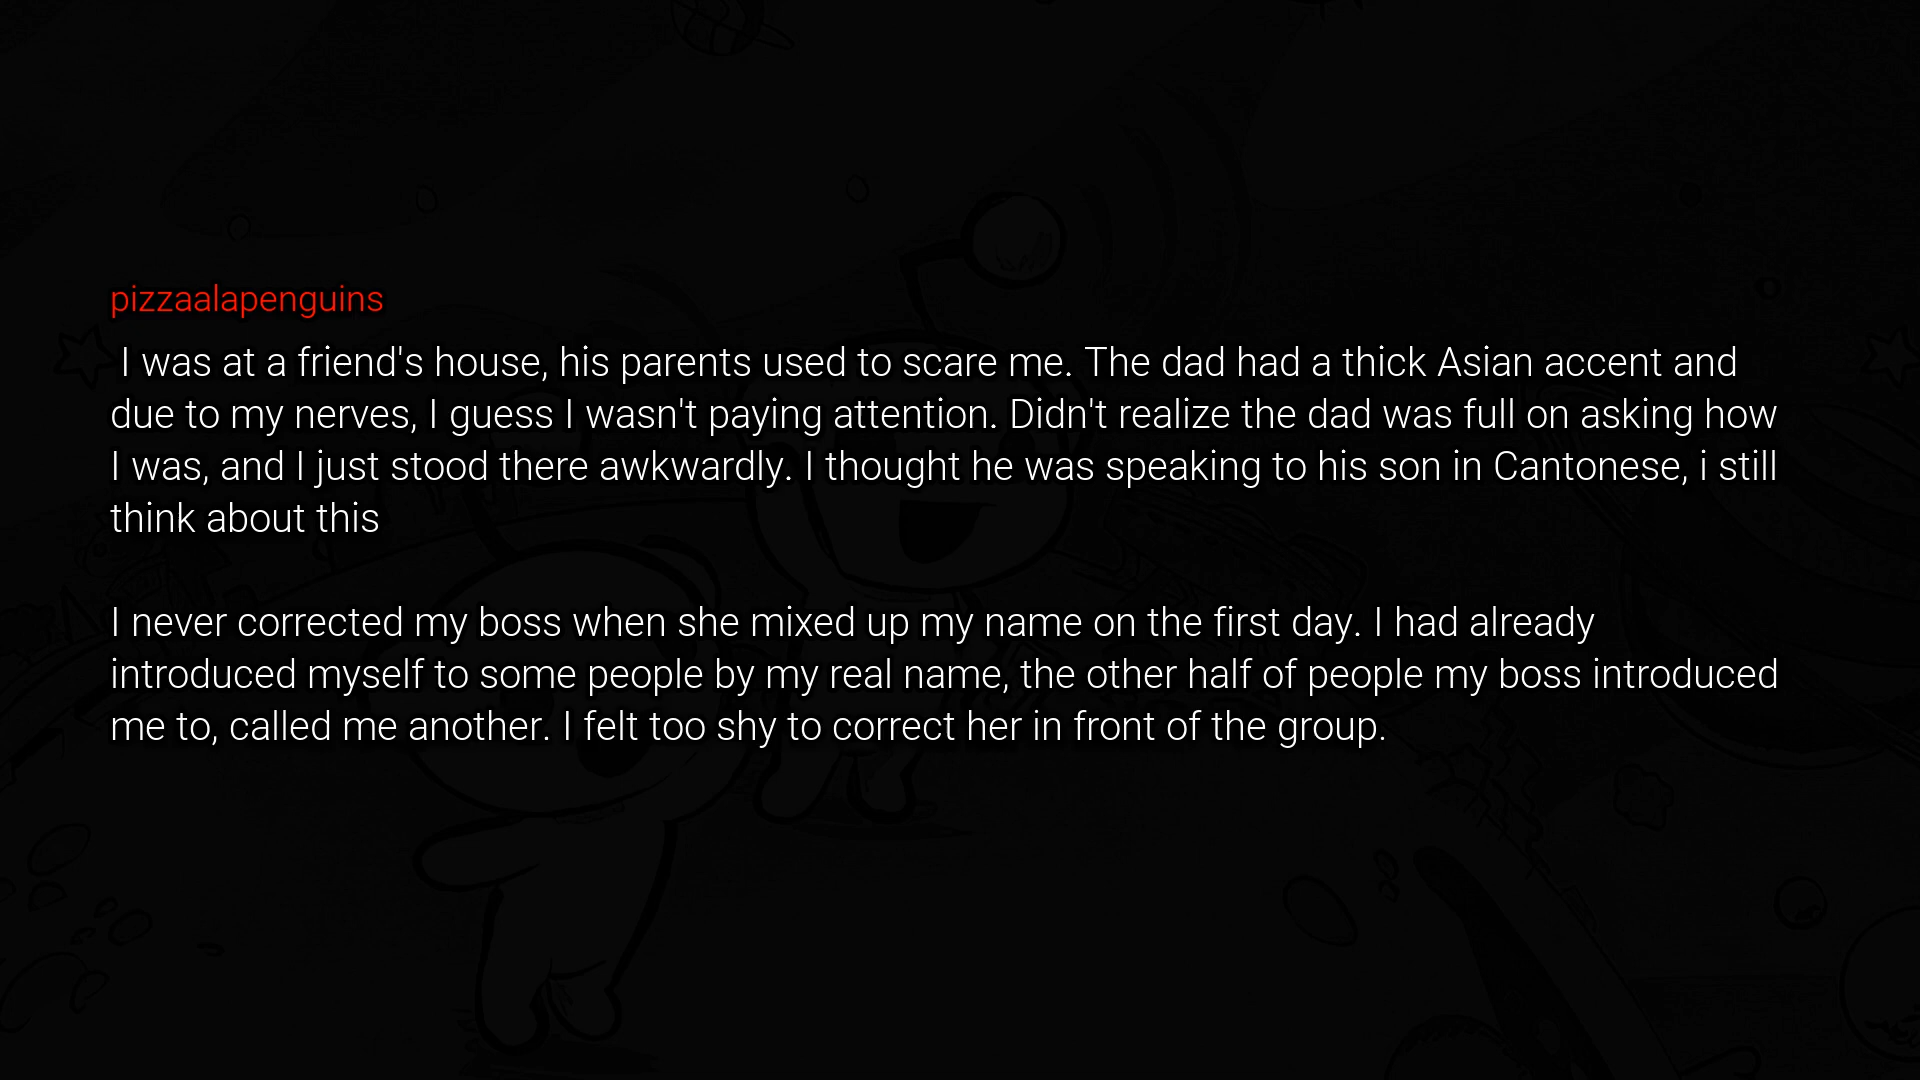 pizzaalapenguins
I was at a friend's house, his parents used to scare me. The dad had a thick Asian accent and
due to my nerves, I guess I wasn't paying attention. Didn't realize the dad was full on asking how
I was, and I just stood there awkwardly. I thought he was speaking to his son in Cantonese, i still
think about this
I never corrected my boss when she mixed up my name on the first day. I had already
introduced myself to some people by my real name, the other half of people my boss introduced
me to, called me another. I felt too shy to correct her in front of the group.